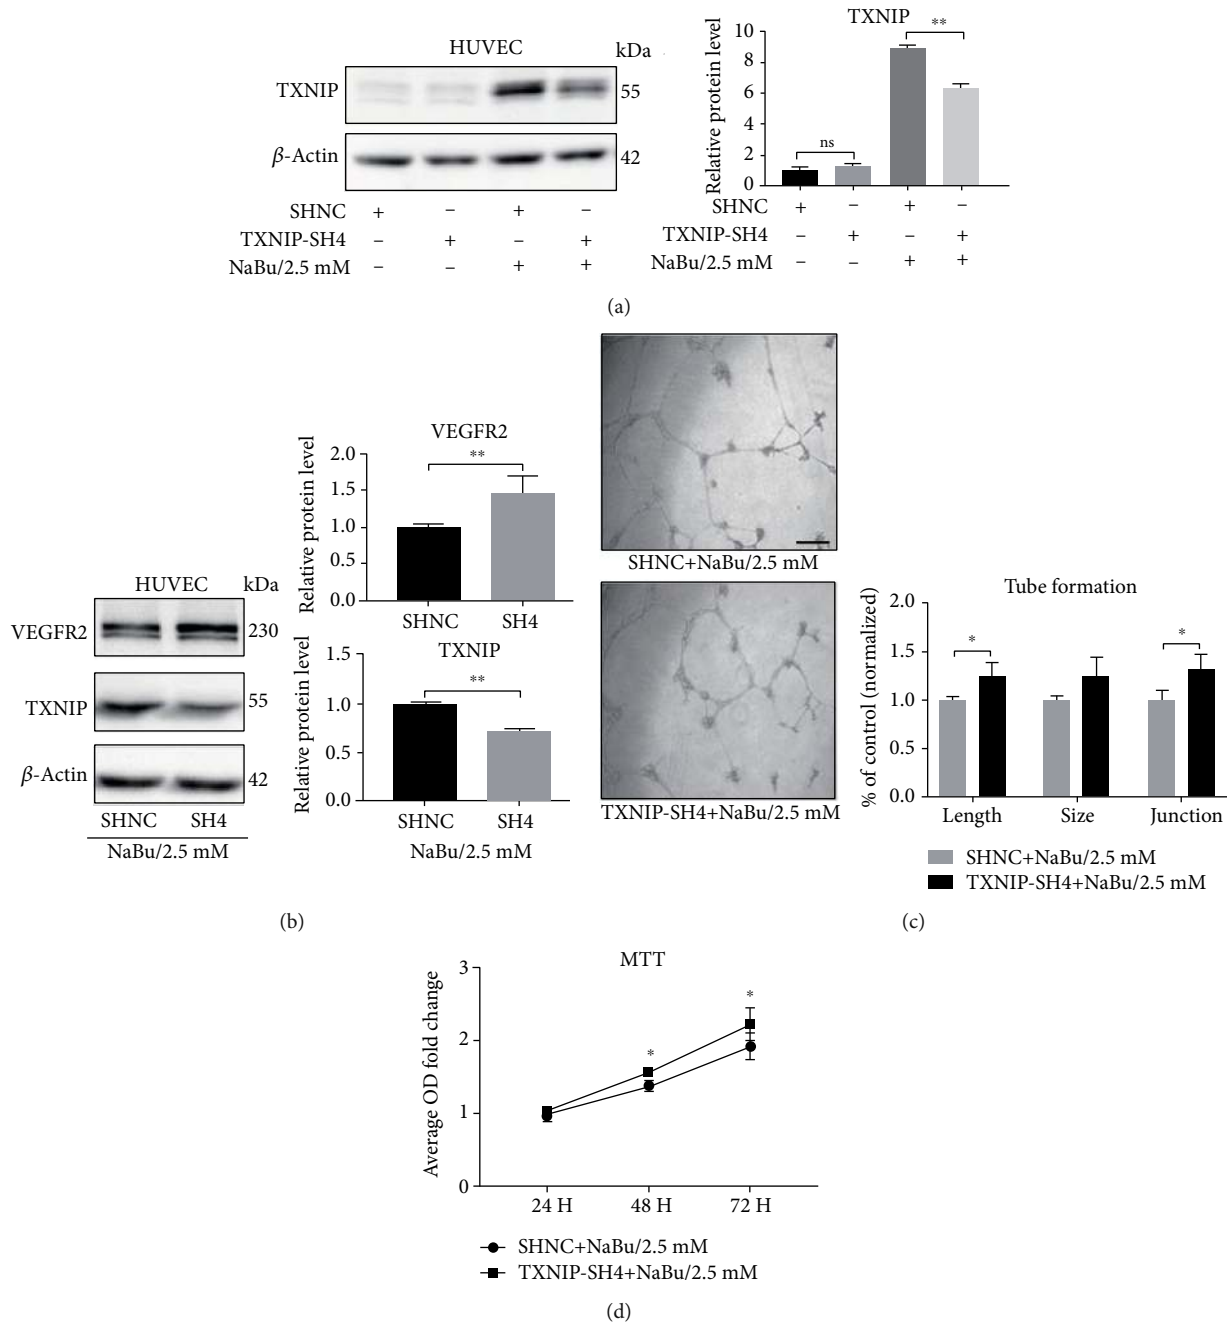 HUVEC
kDa
TXNIP
55
β-Actin
42
SHNC + − + −
TXNIP-SH4 − + − +
NaBu/2.5 mM − − + +
TXNIP
Relative protein level
10
8
6
4
2
0
ns
**
SHNC + − + −
TXNIP-SH4 − + − +
NaBu/2.5 mM − − + +
(a)
HUVEC
kDa
VEGFR2
230
TXNIP
55
β-Actin
42
SHNC SH4
NaBu/2.5 mM
VEGFR2
Relative protein level
2.0
1.5
1.0
0.5
0.0
**
SHNC SH4
TXNIP
Relative protein level
1.5
1.0
0.5
0.0
**
SHNC SH4
NaBu/2.5 mM
(b)
SHNC+NaBu/2.5 mM
TXNIP-SH4+NaBu/2.5 mM
Tube formation
% of control (normalized)
2.0
1.5
1.0
0.5
0.0
*
*
Length Size Junction
SHNC+NaBu/2.5 mM
TXNIP-SH4+NaBu/2.5 mM
(c)
MTT
Average OD fold change
3
2
1
0
*
*
24 H 48 H 72 H
SHNC+NaBu/2.5 mM
TXNIP-SH4+NaBu/2.5 mM
(d)